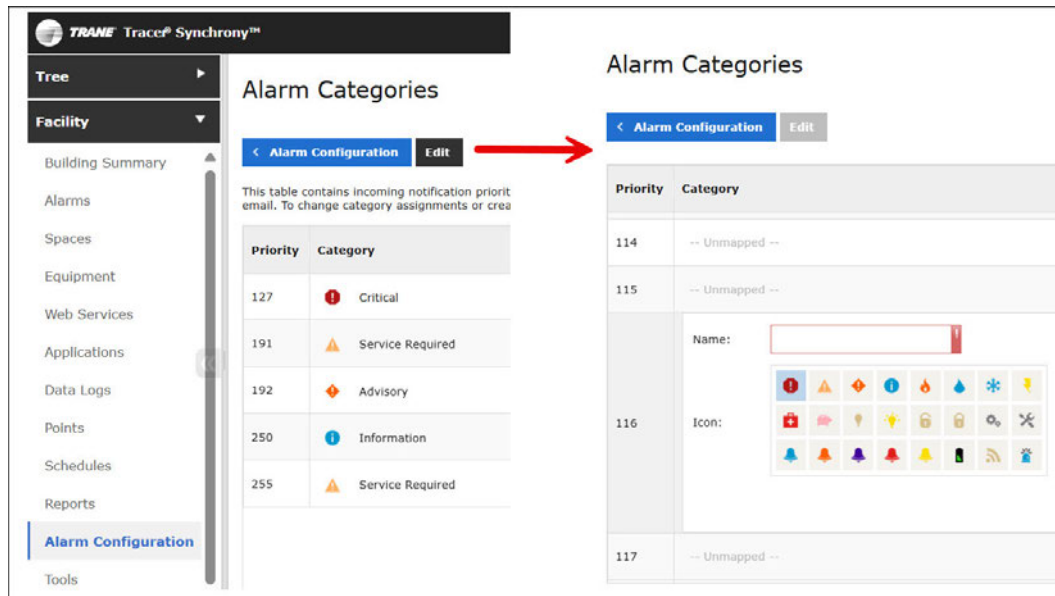 TRANE Tracer® Synchrony™
Tree
Facility
Building Summary
Alarms
Spaces
Equipment
Web Services
Applications
Data Logs
Points
Schedules
Reports
Alarm Configuration
Tools
Alarm Categories
< Alarm Configuration Edit
This table contains incoming notification priorit
email. To change category assignments or crea
Priority Category
127 Critical
191 Service Required
192 Advisory
250 Information
255 Service Required
Alarm Categories
< Alarm Configuration Edit
Priority Category
114 -- Unmapped --
115 -- Unmapped --
116
Name:
Icon:
117 -- Unmapped --